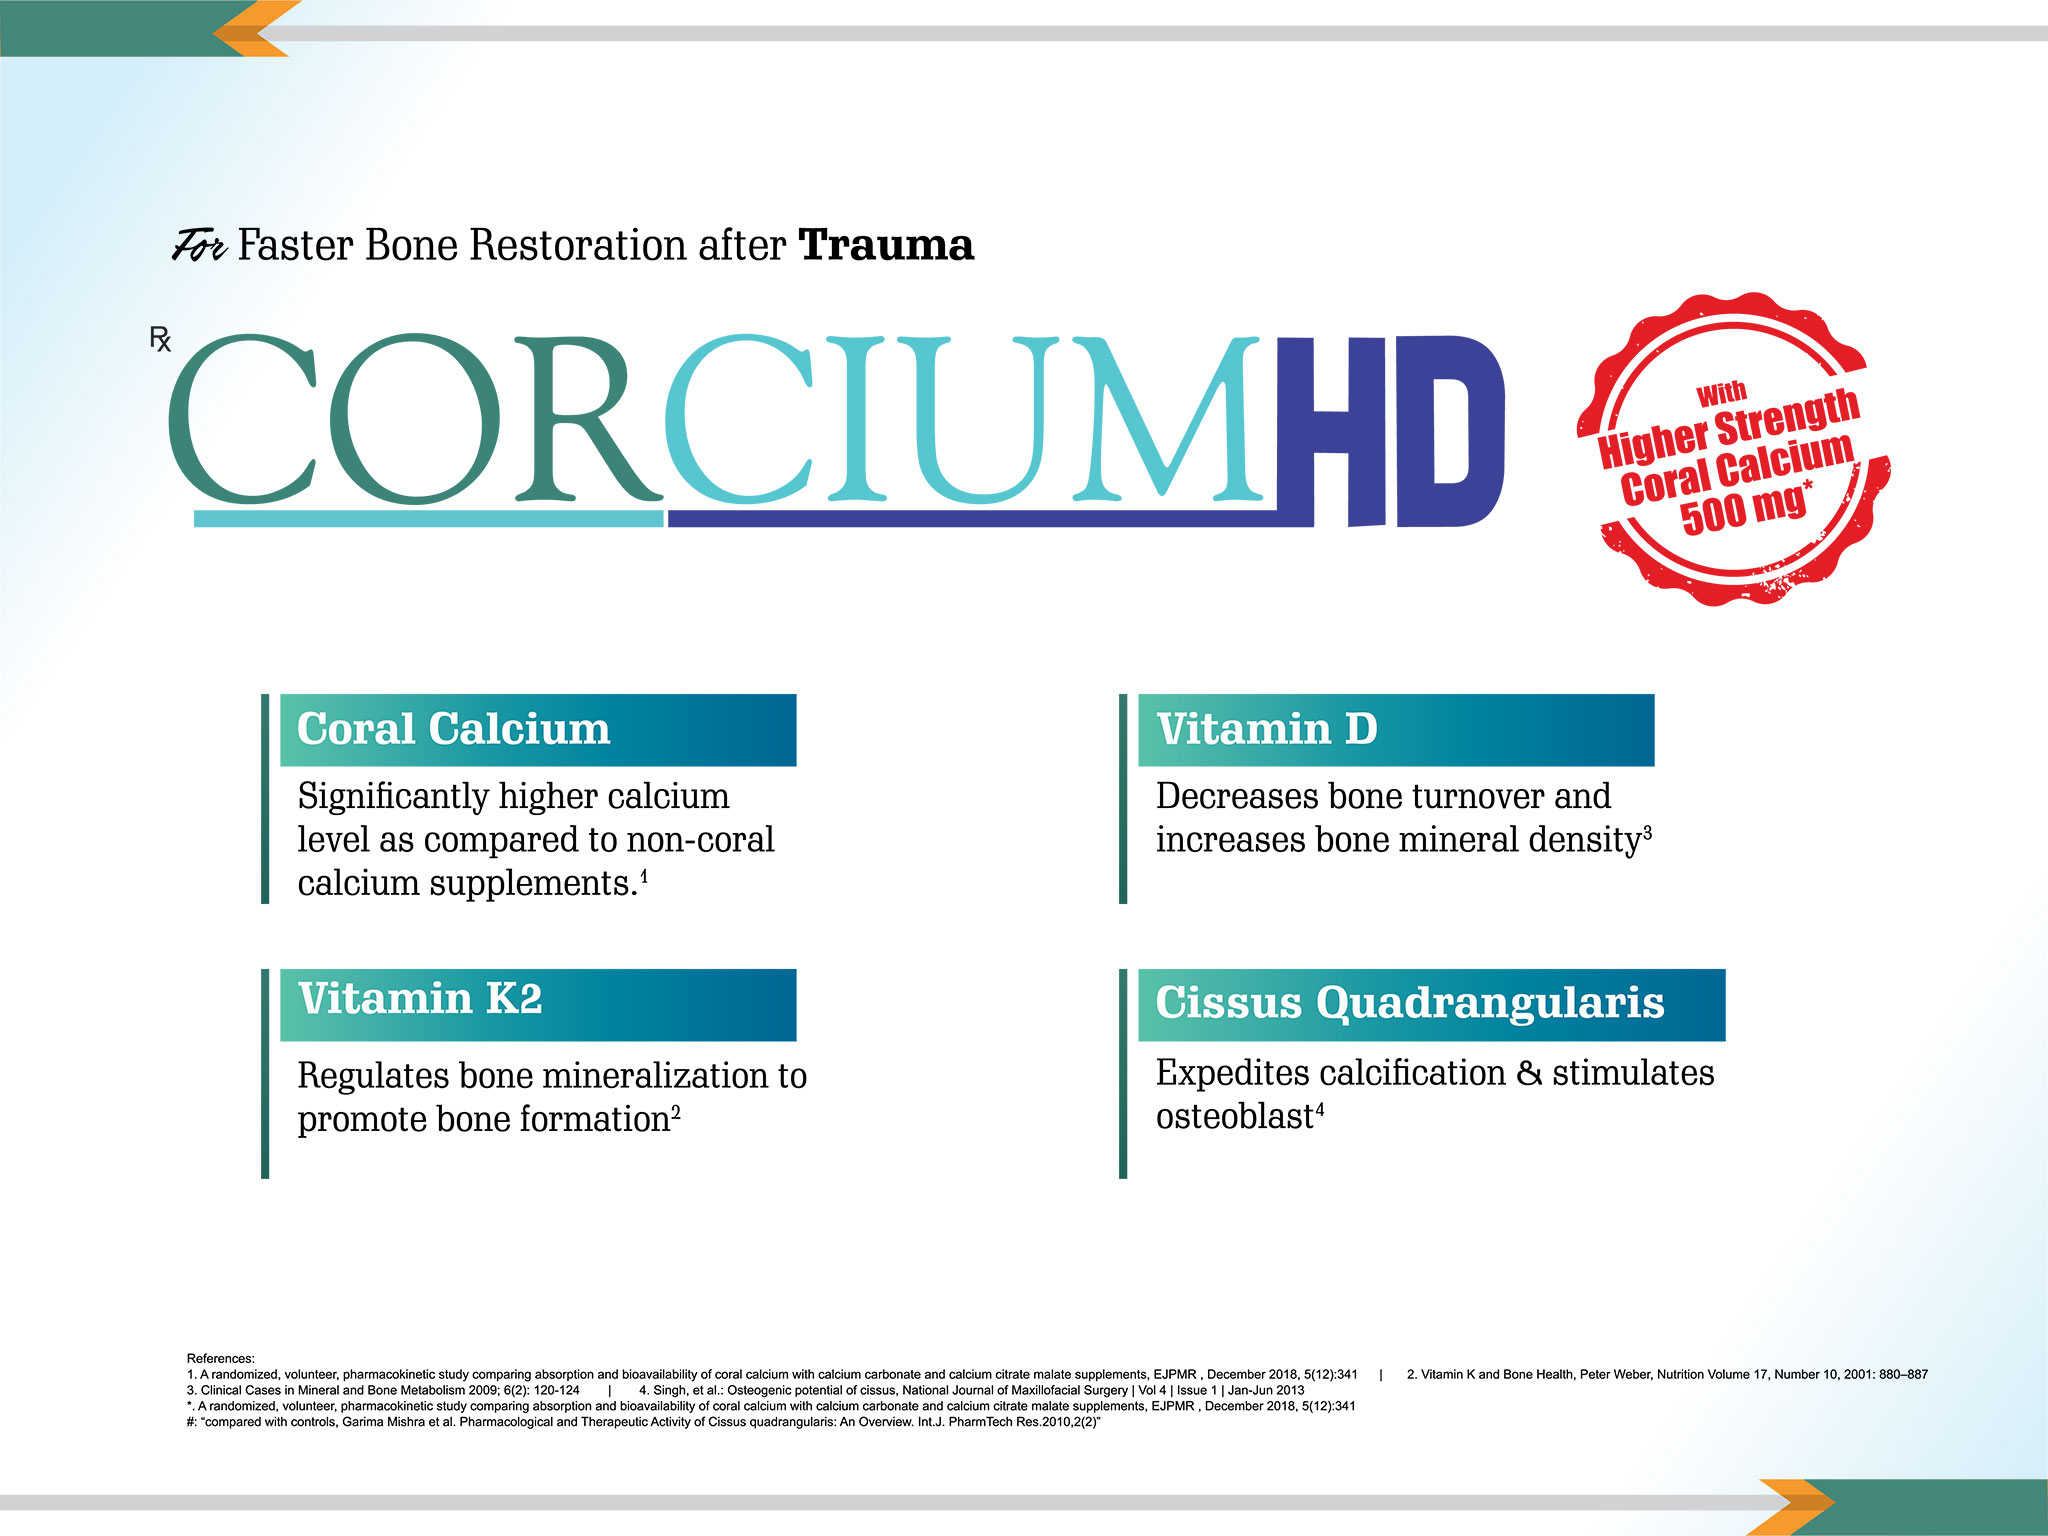 For Faster Bone Restoration after Trauma
Rx CORCIUMHD
With
Higher Strength
Coral Calcium
500 mg*
Coral Calcium
Significantly higher calcium
level as compared to non-coral
calcium supplements.1
Vitamin D
Decreases bone turnover and
increases bone mineral density3
Vitamin K2
Regulates bone mineralization to
promote bone formation2
Cissus Quadrangularis
Expedites calcification & stimulates
osteoblast4
References:
1. A randomized, volunteer, pharmacokinetic study comparing absorption and bioavailability of coral calcium with calcium carbonate and calcium citrate malate supplements, EJPMR , December 2018, 5(12):341 | 2. Vitamin K and Bone Health, Peter Weber, Nutrition Volume 17, Number 10, 2001: 880–887
3. Clinical Cases in Mineral and Bone Metabolism 2009; 6(2): 120-124 | 4. Singh, et al.: Osteogenic potential of cissus, National Journal of Maxillofacial Surgery | Vol 4 | Issue 1 | Jan-Jun 2013
*. A randomized, volunteer, pharmacokinetic study comparing absorption and bioavailability of coral calcium with calcium carbonate and calcium citrate malate supplements, EJPMR , December 2018, 5(12):341
#: “compared with controls, Garima Mishra et al. Pharmacological and Therapeutic Activity of Cissus quadrangularis: An Overview. Int.J. PharmTech Res.2010,2(2)”